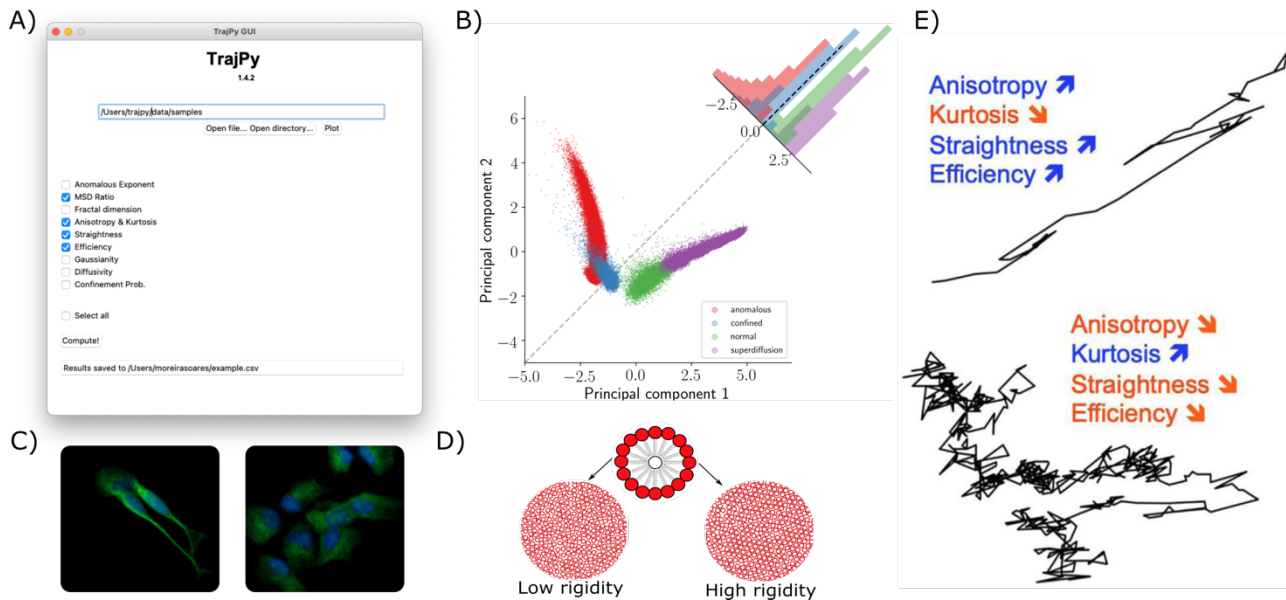 A)
TrajPy GUI
TrajPy
1.4.2
/Users/trajpy/data/samples
Open file... Open directory... Plot
Anomalous Exponent
MSD Ratio
Fractal dimension
Anisotropy & Kurtosis
Straightness
Efficiency
Gaussianity
Diffusivity
Confinement Prob.
Select all
Compute!
Results saved to /Users/moreirasoares/example.csv
B)
−2.5
0.0
2.5
Principal component 2
6
4
2
0
−2
−4
−5.0 −2.5 0.0 2.5 5.0
Principal component 1
anomalous
confined
normal
superdiffusion
C)
D)
Low rigidity
High rigidity
E)
Anisotropy
Kurtosis
Straightness
Efficiency
Anisotropy
Kurtosis
Straightness
Efficiency